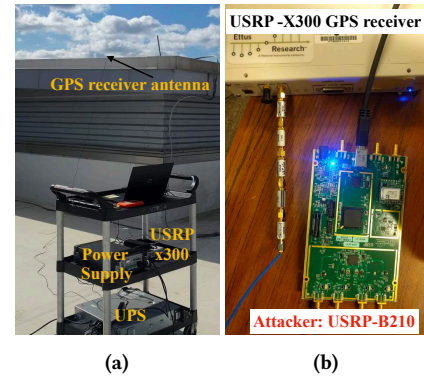 GPS receiver antenna
USRP
x300
Power
Supply
UPS
(a)
USRP -X300 GPS receiver
Ettus
Research
Attacker: USRP-B210
(b)